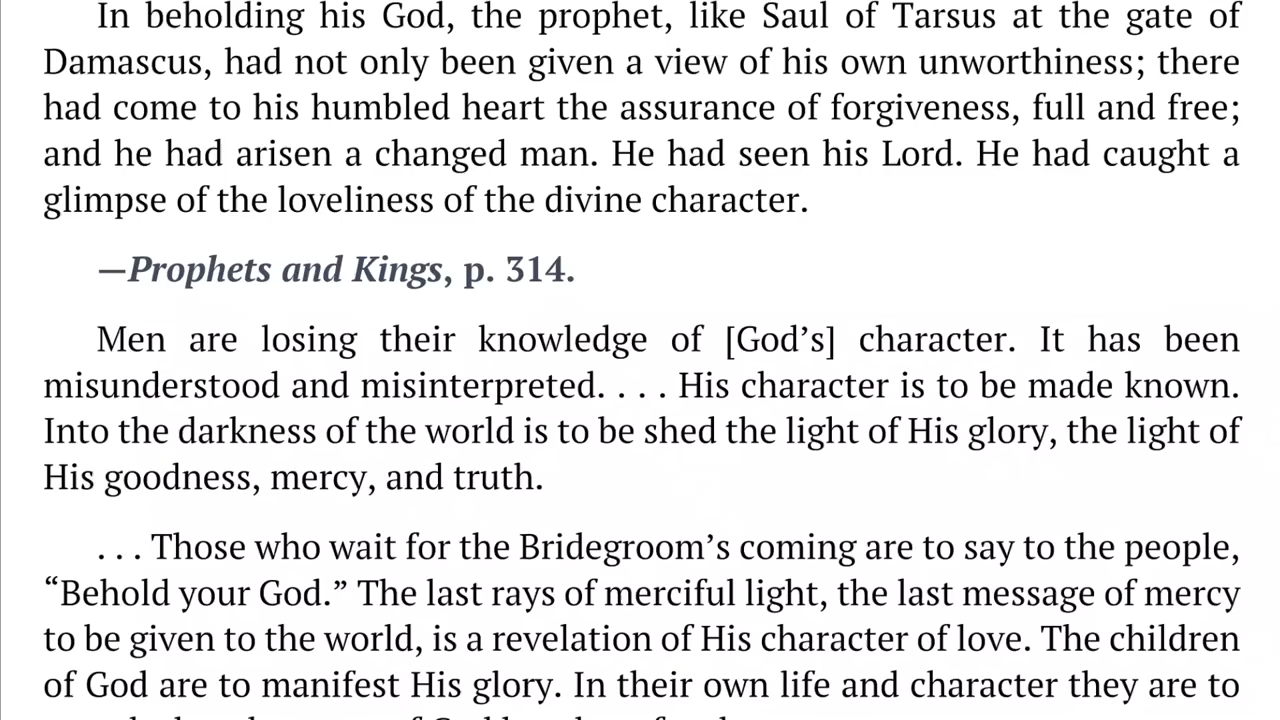 In beholding his God, the prophet, like Saul of Tarsus at the gate of
Damascus, had not only been given a view of his own unworthiness; there
had come to his humbled heart the assurance of forgiveness, full and free;
and he had arisen a changed man. He had seen his Lord. He had caught a
glimpse of the loveliness of the divine character.
—Prophets and Kings, p. 314.
Men are losing their knowledge of [God’s] character. It has been
misunderstood and misinterpreted. . . . His character is to be made known.
Into the darkness of the world is to be shed the light of His glory, the light of
His goodness, mercy, and truth.
. . . Those who wait for the Bridegroom’s coming are to say to the people,
“Behold your God.” The last rays of merciful light, the last message of mercy
to be given to the world, is a revelation of His character of love. The children
of God are to manifest His glory. In their own life and character they are to